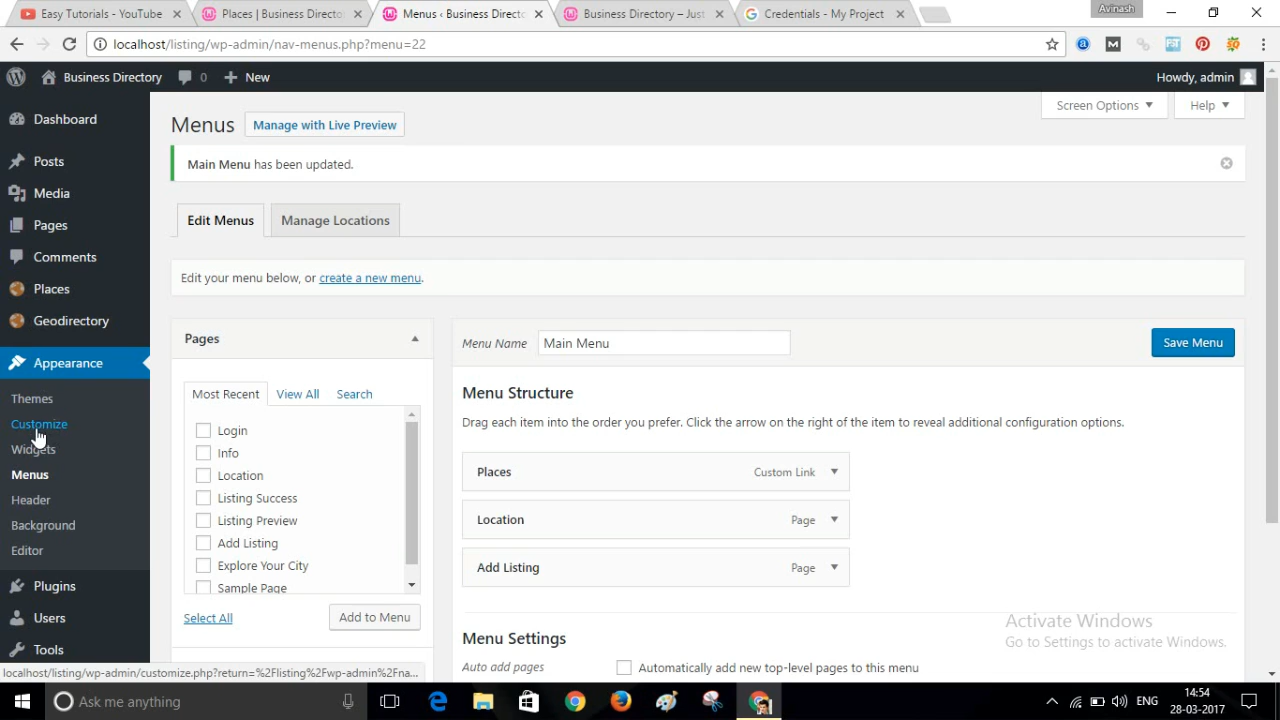 Easy Tutorials - YouTube
Places | Business Director
Menus ‹ Business Directo
Business Directory – Just
Credentials - My Project
Avinash
localhost/listing/wp-admin/nav-menus.php?menu=22
Business Directory
0
New
Howdy, admin
Dashboard
Posts
Media
Pages
Comments
Places
Geodirectory
Appearance
Themes
Customize
Widgets
Menus
Header
Background
Editor
Plugins
Users
Tools
Screen Options
Help
Menus
Manage with Live Preview
Main Menu has been updated.
Edit Menus
Manage Locations
Edit your menu below, or create a new menu.
Pages
Most Recent
View All
Search
Login
Info
Location
Listing Success
Listing Preview
Add Listing
Explore Your City
Sample Page
Select All
Add to Menu
Menu Name
Main Menu
Save Menu
Menu Structure
Drag each item into the order you prefer. Click the arrow on the right of the item to reveal additional configuration options.
Places
Custom Link
Location
Page
Add Listing
Page
Menu Settings
Auto add pages
Automatically add new top-level pages to this menu
Activate Windows
Go to Settings to activate Windows.
localhost/listing/wp-admin/customize.php?return=%2Flisting%2Fwp-admin%2Fna...
Ask me anything
ENG
14:54
28-03-2017